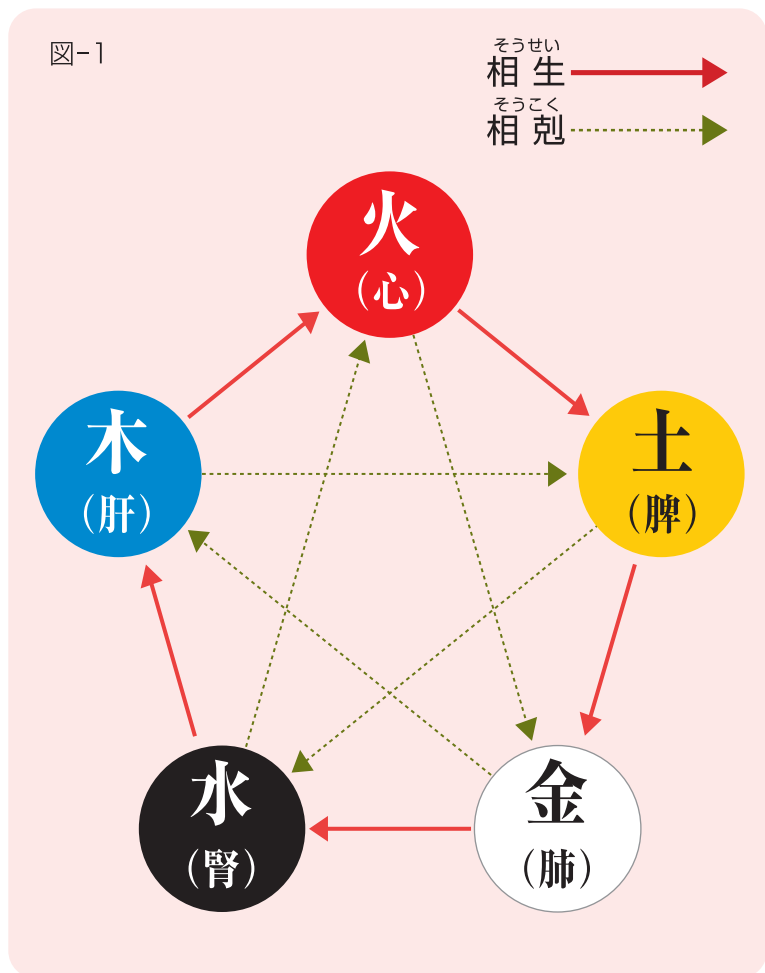 図-1
そうせい
相生
そうこく
相剋
火
(心)
木
(肝)
土
(脾)
水
(腎)
金
(肺)